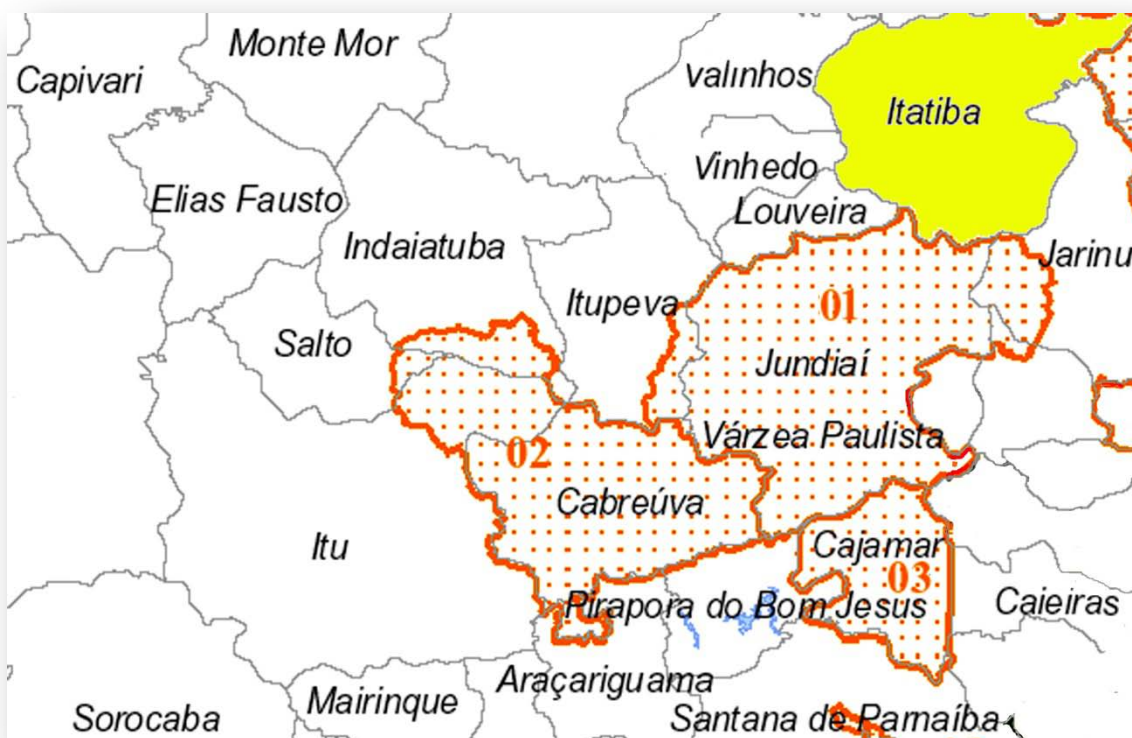 Monte Mor
Capivari
Valinhos
Itatiba
Vinhedo
Elias Fausto
Louveira
Indaiatuba
Jarinu
Itupeva
01
Salto
Jundiaí
Várzea Paulista
02
Cabreúva
Itu
Cajamar
03
Pirapora do Bom Jesus
Caieiras
Araçariguama
Mairinque
Sorocaba
Santana de Parnaíba